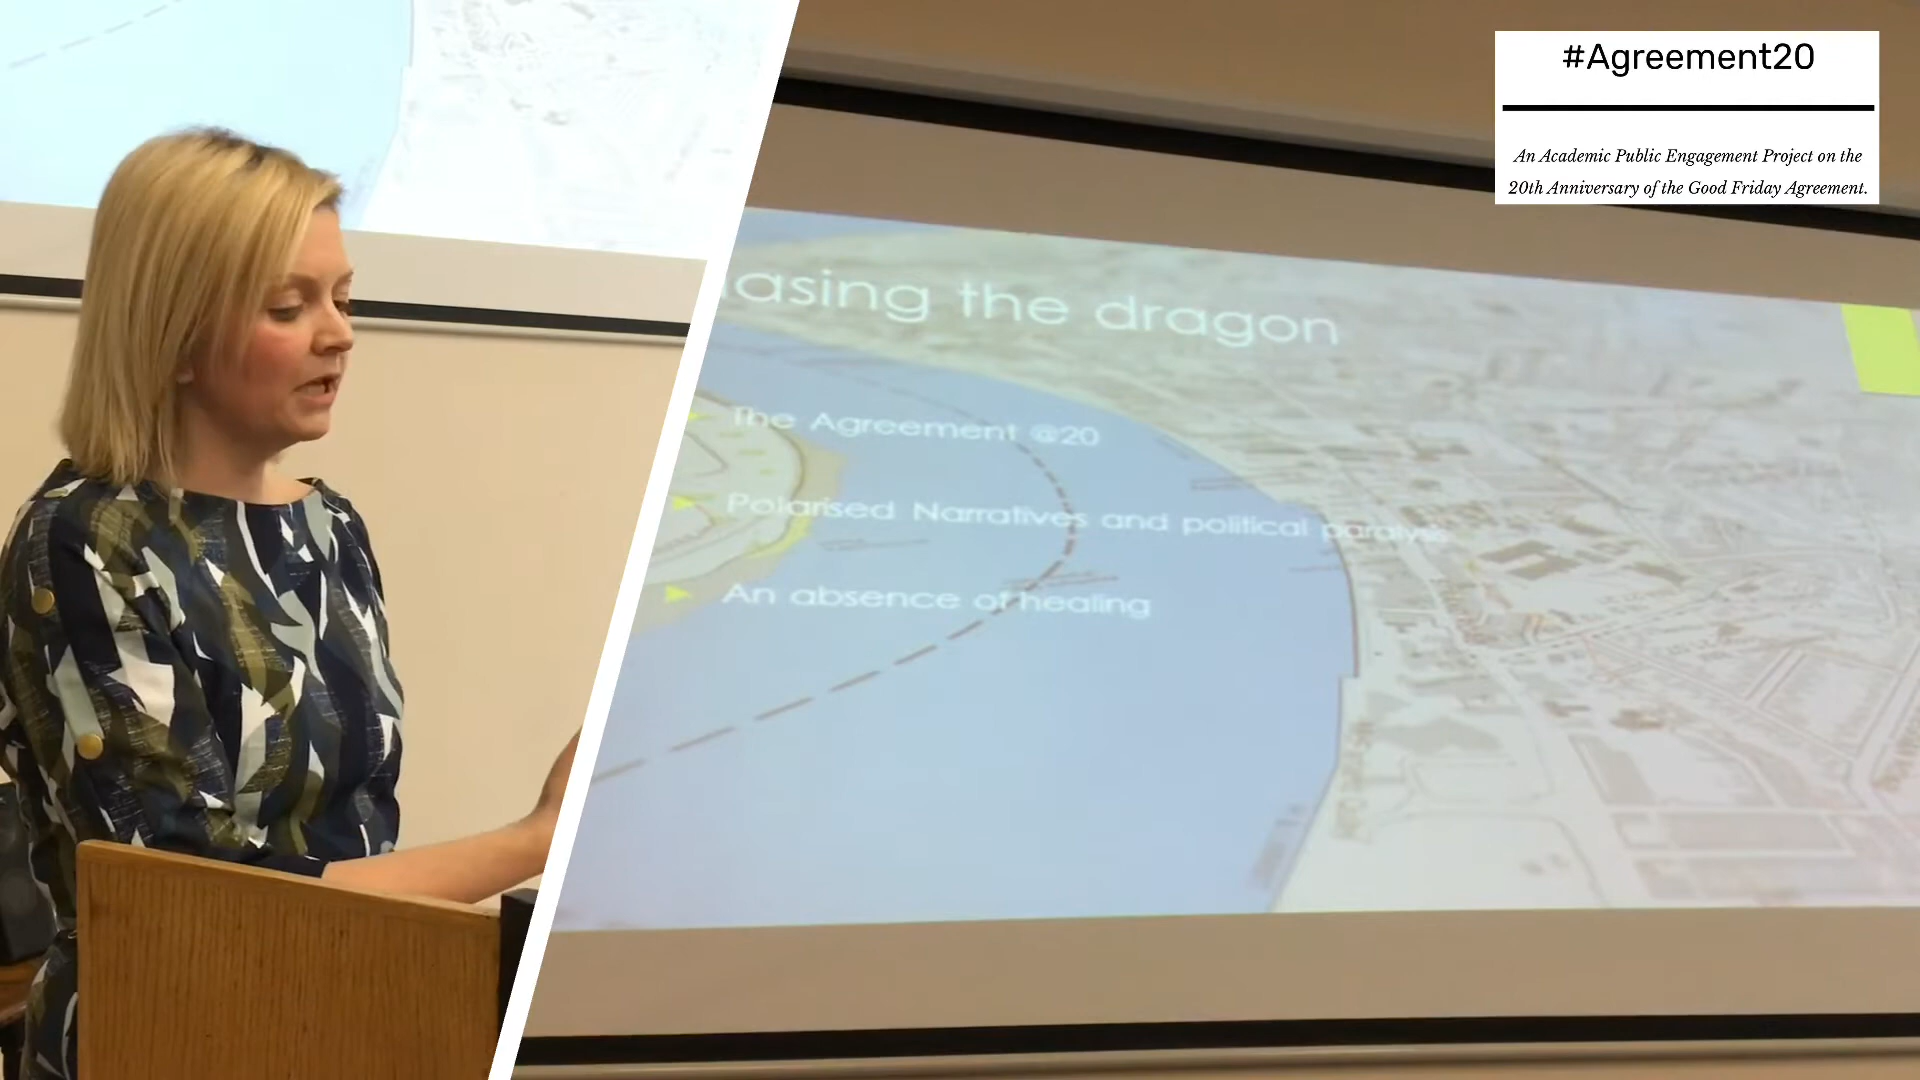 #Agreement20
An Academic Public Engagement Project on the
20th Anniversary of the Good Friday Agreement.
asing the dragon
The Agreement @20
Polarised Narratives and political paralysis
An absence of healing